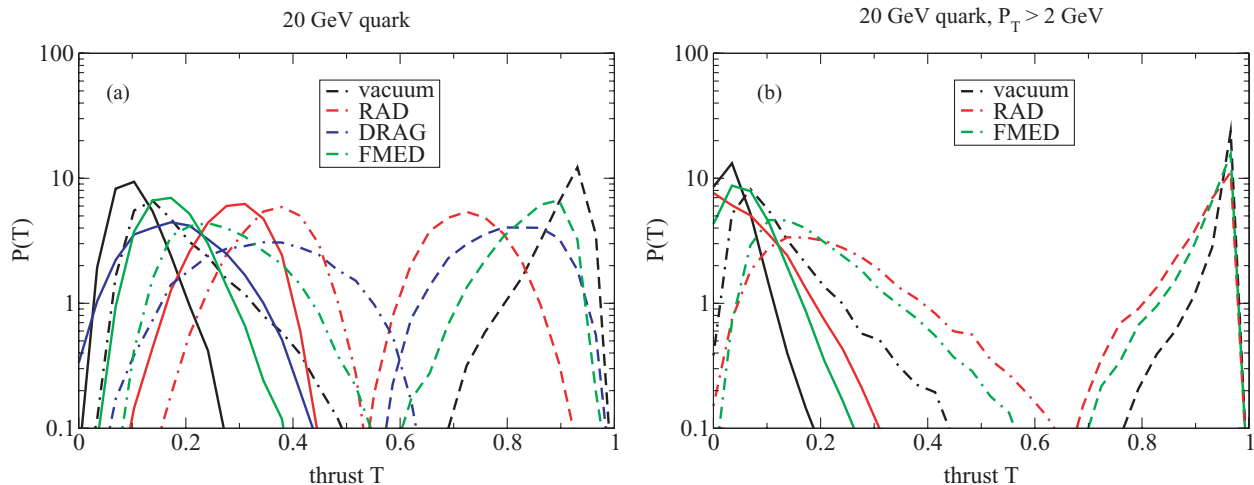 20 GeV quark
100
10
1
0.1
P(T)
(a)
vacuum
RAD
DRAG
FMED
0
0.2
0.4
0.6
0.8
1
thrust T
20 GeV quark, P_T > 2 GeV
100
10
1
0.1
P(T)
(b)
vacuum
RAD
FMED
0
0.2
0.4
0.6
0.8
1
thrust T